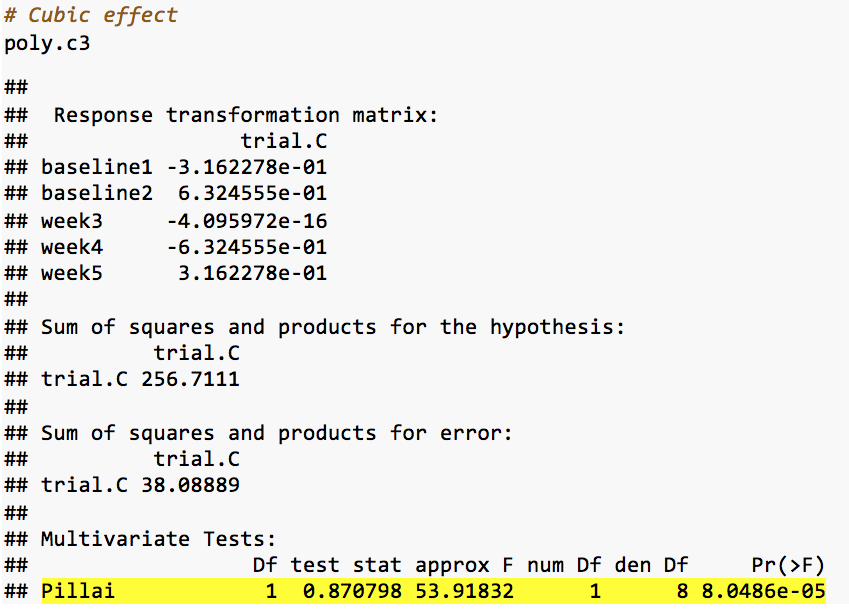 # Cubic effect
poly.c3
##
##  Response transformation matrix:
##                 trial.C
## baseline1 -3.162278e-01
## baseline2  6.324555e-01
## week3     -4.095972e-16
## week4     -6.324555e-01
## week5      3.162278e-01
##
## Sum of squares and products for the hypothesis:
##          trial.C
## trial.C 256.7111
##
## Sum of squares and products for error:
##          trial.C
## trial.C 38.08889
##
## Multivariate Tests:
##                  Df test stat approx F num Df den Df     Pr(>F)
## Pillai            1  0.870798 53.91832      1      8 8.0486e-05